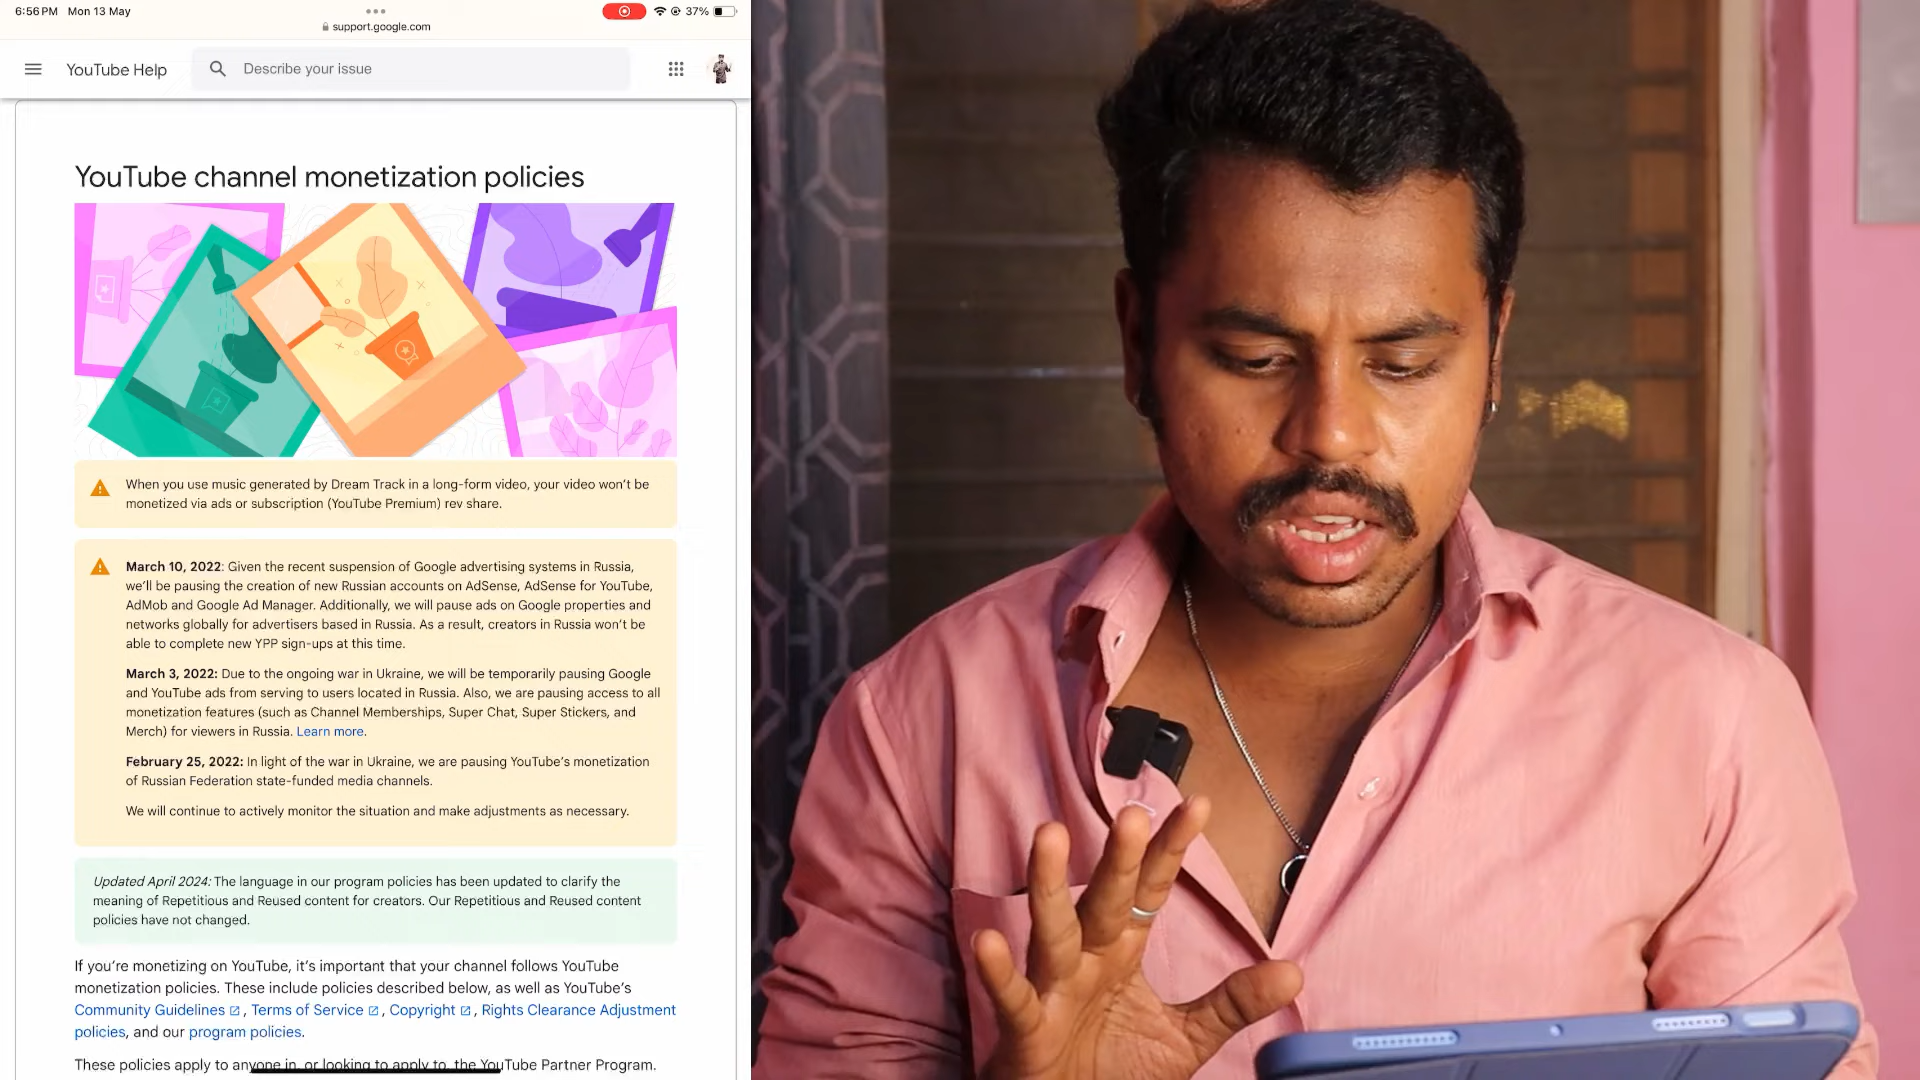 6:56 PM Mon 13 May
37%
support.google.com
YouTube Help
Describe your issue
YouTube channel monetization policies
When you use music generated by Dream Track in a long-form video, your video won't be
monetized via ads or subscription (YouTube Premium) rev share.
March 10, 2022: Given the recent suspension of Google advertising systems in Russia,
we'll be pausing the creation of new Russian accounts on AdSense, AdSense for YouTube,
AdMob and Google Ad Manager. Additionally, we will pause ads on Google properties and
networks globally for advertisers based in Russia. As a result, creators in Russia won't be
able to complete new YPP sign-ups at this time.
March 3, 2022: Due to the ongoing war in Ukraine, we will be temporarily pausing Google
and YouTube ads from serving to users located in Russia. Also, we are pausing access to all
monetization features (such as Channel Memberships, Super Chat, Super Stickers, and
Merch) for viewers in Russia. Learn more.
February 25, 2022: In light of the war in Ukraine, we are pausing YouTube's monetization
of Russian Federation state-funded media channels.
We will continue to actively monitor the situation and make adjustments as necessary.
Updated April 2024: The language in our program policies has been updated to clarify the
meaning of Repetitious and Reused content for creators. Our Repetitious and Reused content
policies have not changed.
If you're monetizing on YouTube, it's important that your channel follows YouTube
monetization policies. These include policies described below, as well as YouTube's
Community Guidelines, Terms of Service, Copyright, Rights Clearance Adjustment
policies, and our program policies.
These policies apply to anyone in, or looking to apply to, the YouTube Partner Program.